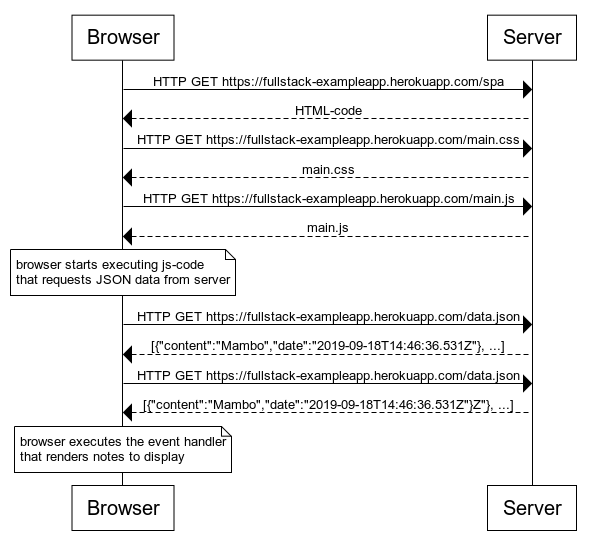 Browser
Server
HTTP GET https://fullstack-exampleapp.herokuapp.com/spa
HTML-code
HTTP GET https://fullstack-exampleapp.herokuapp.com/main.css
main.css
HTTP GET https://fullstack-exampleapp.herokuapp.com/main.js
main.js
browser starts executing js-code
that requests JSON data from server
HTTP GET https://fullstack-exampleapp.herokuapp.com/data.json
[{"content":"Mambo","date":"2019-09-18T14:46:36.531Z"}, ...]
HTTP GET https://fullstack-exampleapp.herokuapp.com/data.json
[{"content":"Mambo","date":"2019-09-18T14:46:36.531Z"}Z"}, ...]
browser executes the event handler
that renders notes to display
Browser
Server